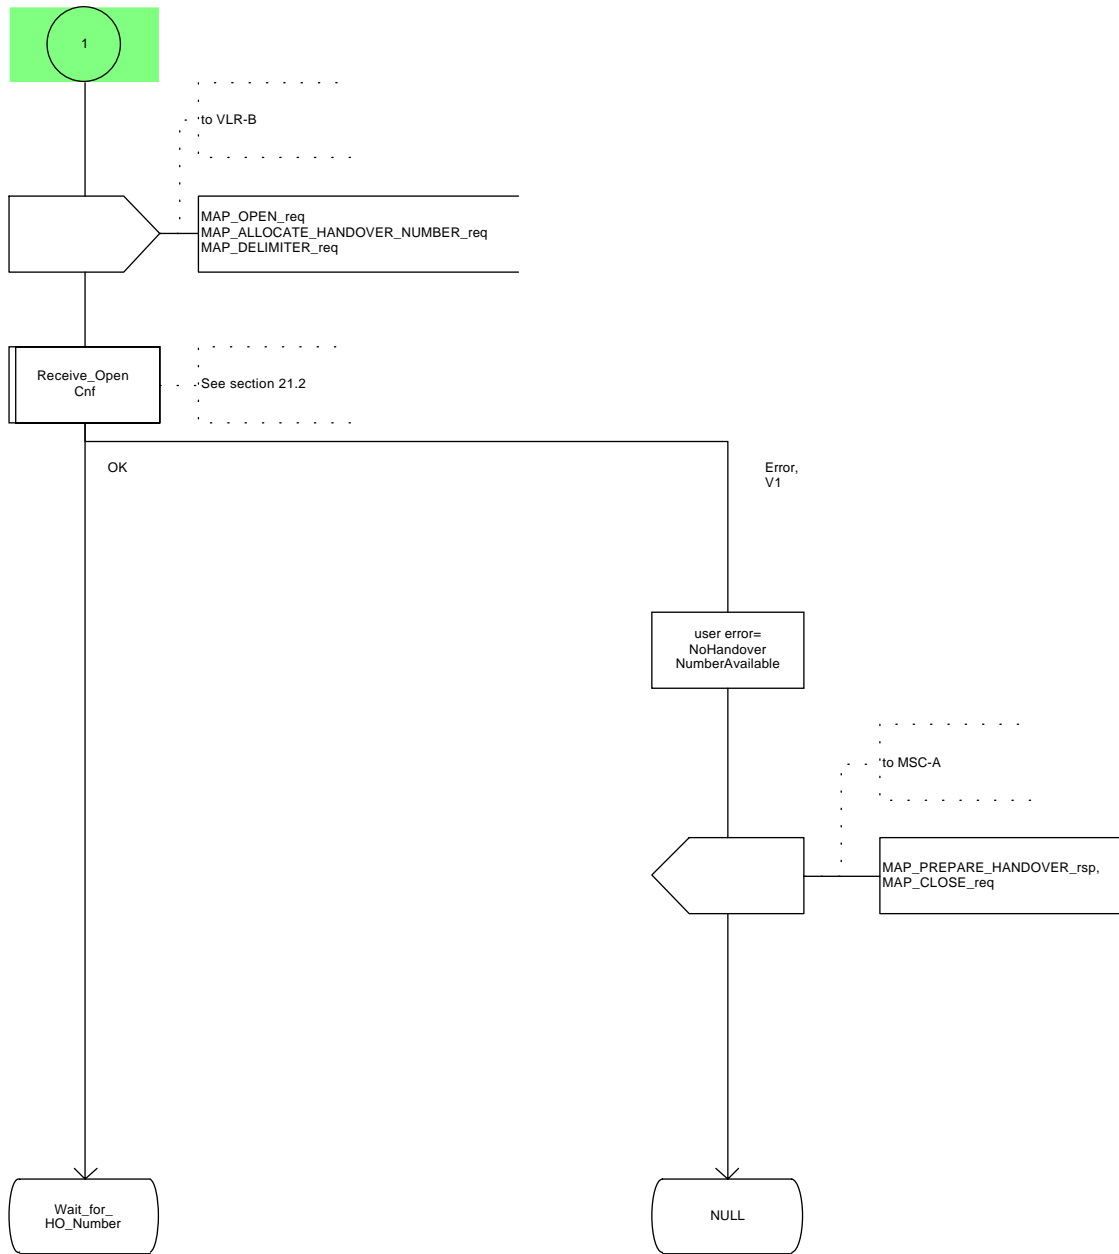 1
to VLR-B
MAP_OPEN_req
MAP_ALLOCATE_HANDOVER_NUMBER_req
MAP_DELIMITER_req
Receive_Open
Cnf
See section 21.2
OK
Error,
V1
user error=
NoHandover
NumberAvailable
to MSC-A
MAP_PREPARE_HANDOVER_rsp,
MAP_CLOSE_req
Wait_for_
HO_Number
NULL